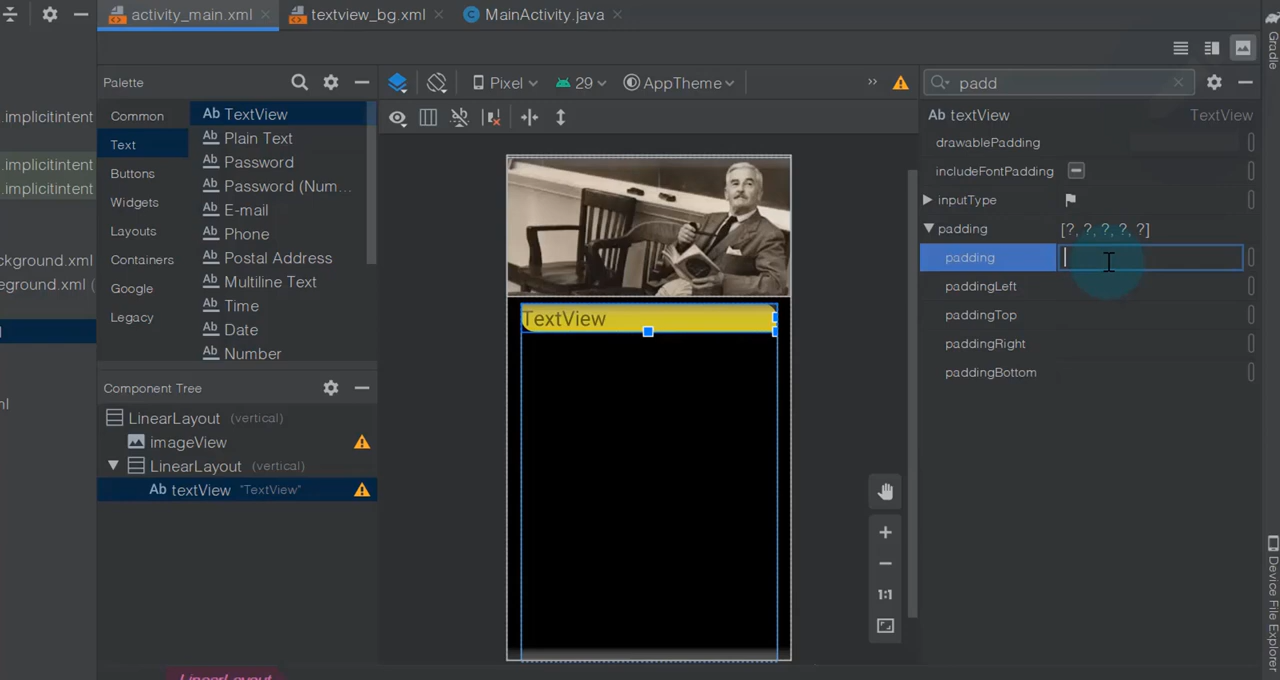 activity_main.xml
textview_bg.xml
MainActivity.java
Gradle
Palette
Pixel
29
AppTheme
padd
.implicitintent
.implicitintent
.implicitintent
ckground.xml
eground.xml (
ml
Common
Text
Buttons
Widgets
Layouts
Containers
Google
Legacy
Ab TextView
Ab Plain Text
Ab Password
Ab Password (Num...
Ab E-mail
Ab Phone
Ab Postal Address
Ab Multiline Text
Ab Time
Ab Date
Ab Number
Component Tree
LinearLayout (vertical)
imageView
LinearLayout (vertical)
Ab textView "TextView"
TextView
1:1
Ab textView TextView
drawablePadding
includeFontPadding
inputType
padding [?, ?, ?, ?, ?]
padding
paddingLeft
paddingTop
paddingRight
paddingBottom
Device File Explorer
LinearLayout